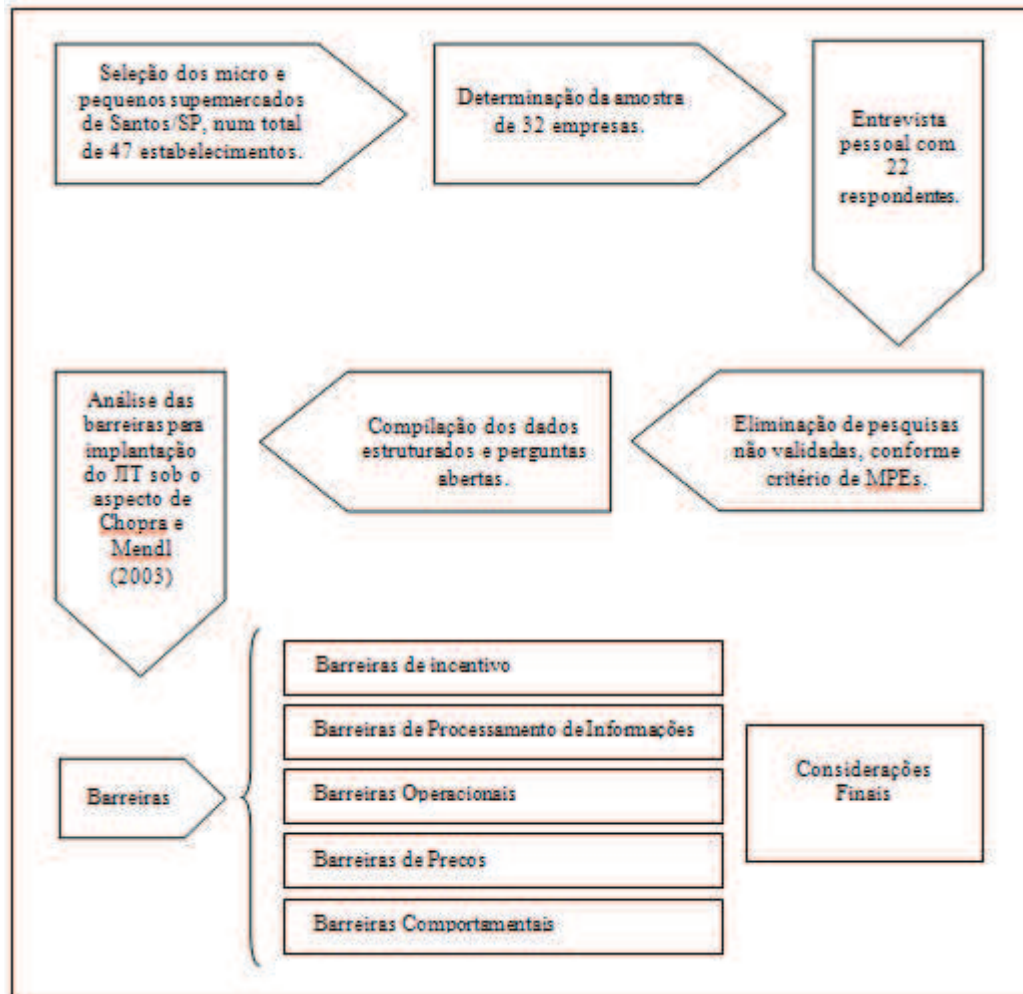 Seleção dos micro e
pequenos supermercados
de Santos/SP, num total
de 47 estabelecimentos.
Determinação da amostra
de 32 empresas.
Entrevista
pessoal com
22
respondentes.
Eliminação de pesquisas
não validadas, conforme
critério de MPEs.
Compilação dos dados
estruturados e perguntas
abertas.
Análise das
barreiras para
implantação
do JIT sob o
aspecto de
Chopra e
Mendl
(2003)
Barreiras
Barreiras de incentivo
Barreiras de Processamento de Informações
Barreiras Operacionais
Barreiras de Precos
Barreiras Comportamentais
Considerações
Finais